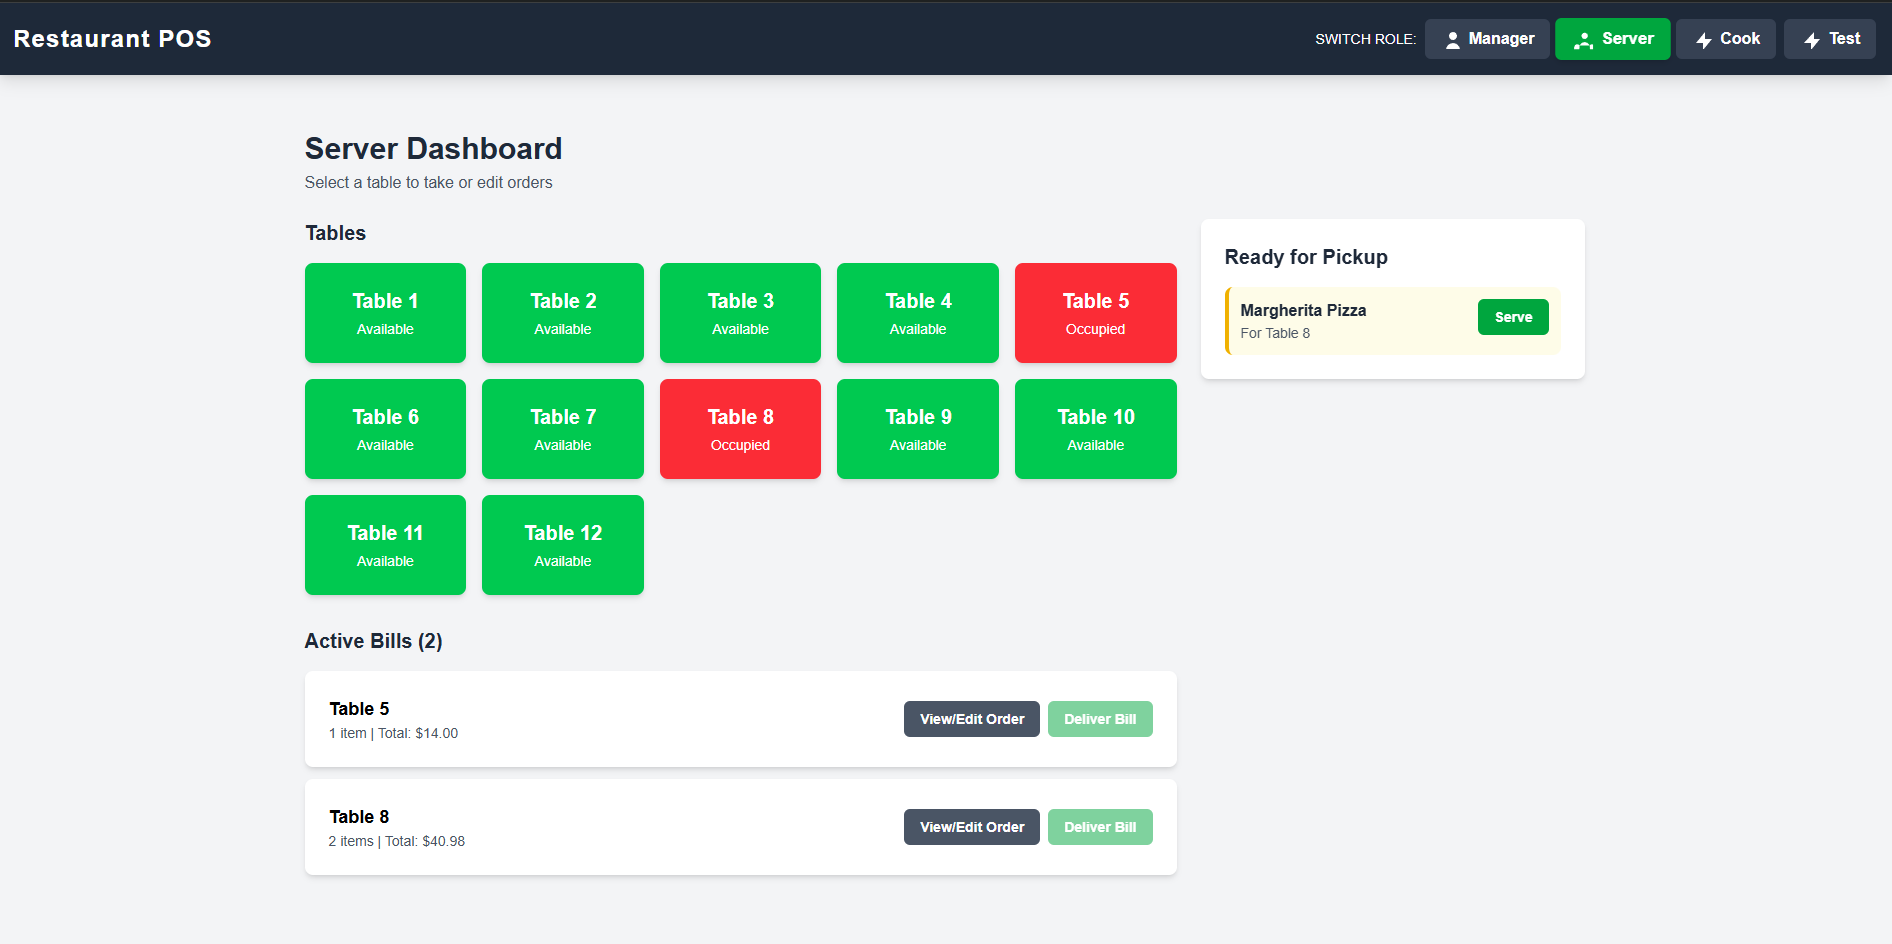 Restaurant POS
SWITCH ROLE: Manager Server Cook Test
Server Dashboard
Select a table to take or edit orders
Tables
Table 1
Available
Table 2
Available
Table 3
Available
Table 4
Available
Table 5
Occupied
Table 6
Available
Table 7
Available
Table 8
Occupied
Table 9
Available
Table 10
Available
Table 11
Available
Table 12
Available
Ready for Pickup
Margherita Pizza
For Table 8
Serve
Active Bills (2)
Table 5
1 item | Total: $14.00
View/Edit Order
Deliver Bill
Table 8
2 items | Total: $40.98
View/Edit Order
Deliver Bill